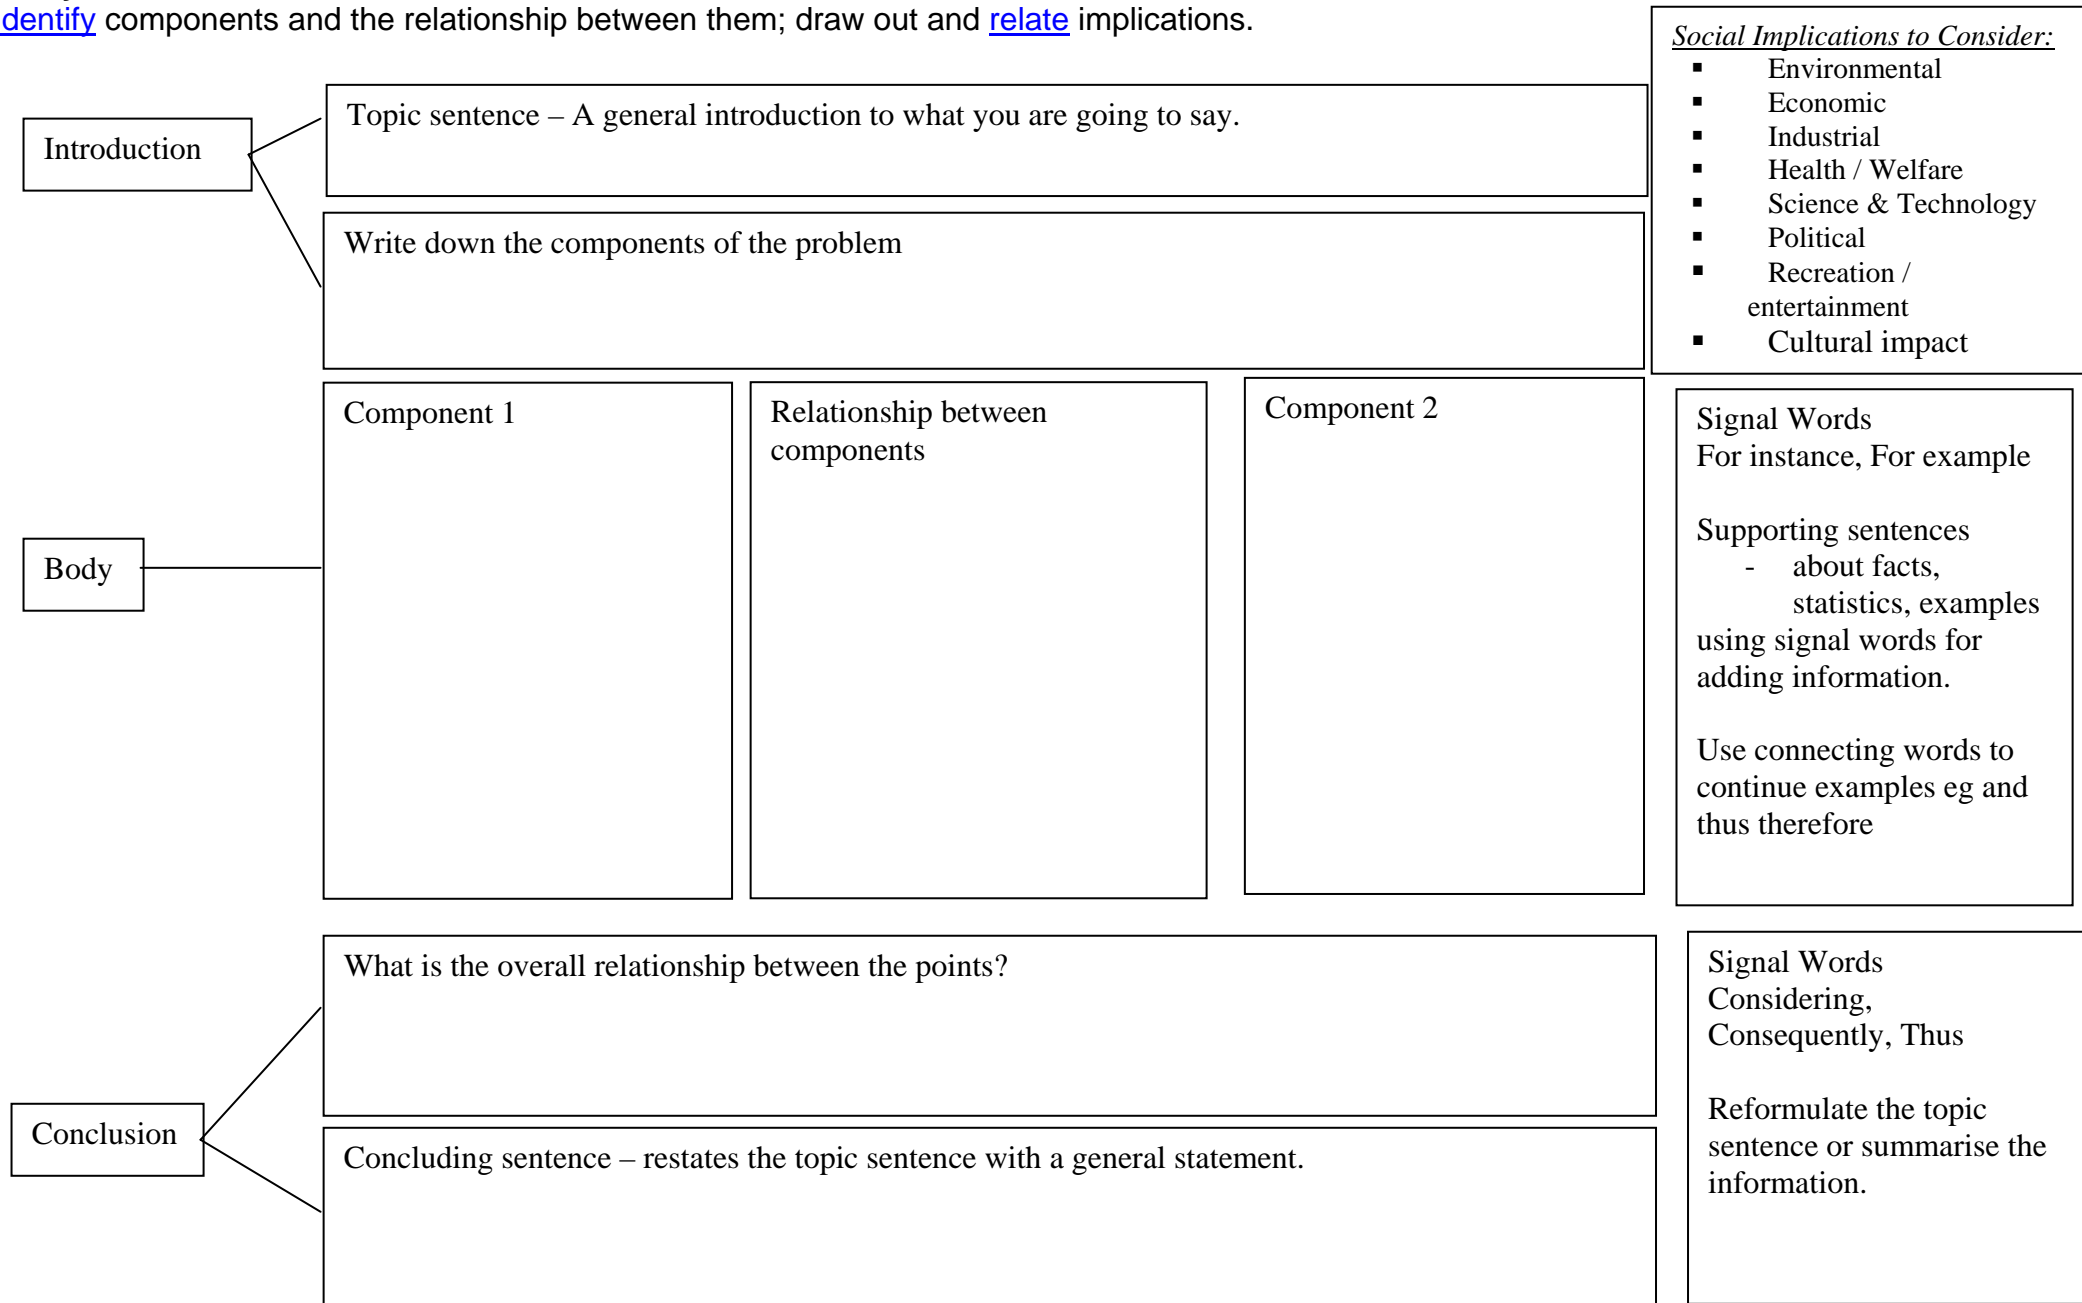 dentify components and the relationship between them; draw out and relate implications.
Social Implications to Consider:
▪ Environmental
▪ Economic
▪ Industrial
▪ Health / Welfare
▪ Science & Technology
▪ Political
▪ Recreation /
entertainment
▪ Cultural impact
Introduction
Topic sentence – A general introduction to what you are going to say.
Write down the components of the problem
Body
Component 1
Relationship between
components
Component 2
Signal Words
For instance, For example
Supporting sentences
- about facts,
statistics, examples
using signal words for
adding information.
Use connecting words to
continue examples eg and
thus therefore
Conclusion
What is the overall relationship between the points?
Concluding sentence – restates the topic sentence with a general statement.
Signal Words
Considering,
Consequently, Thus
Reformulate the topic
sentence or summarise the
information.